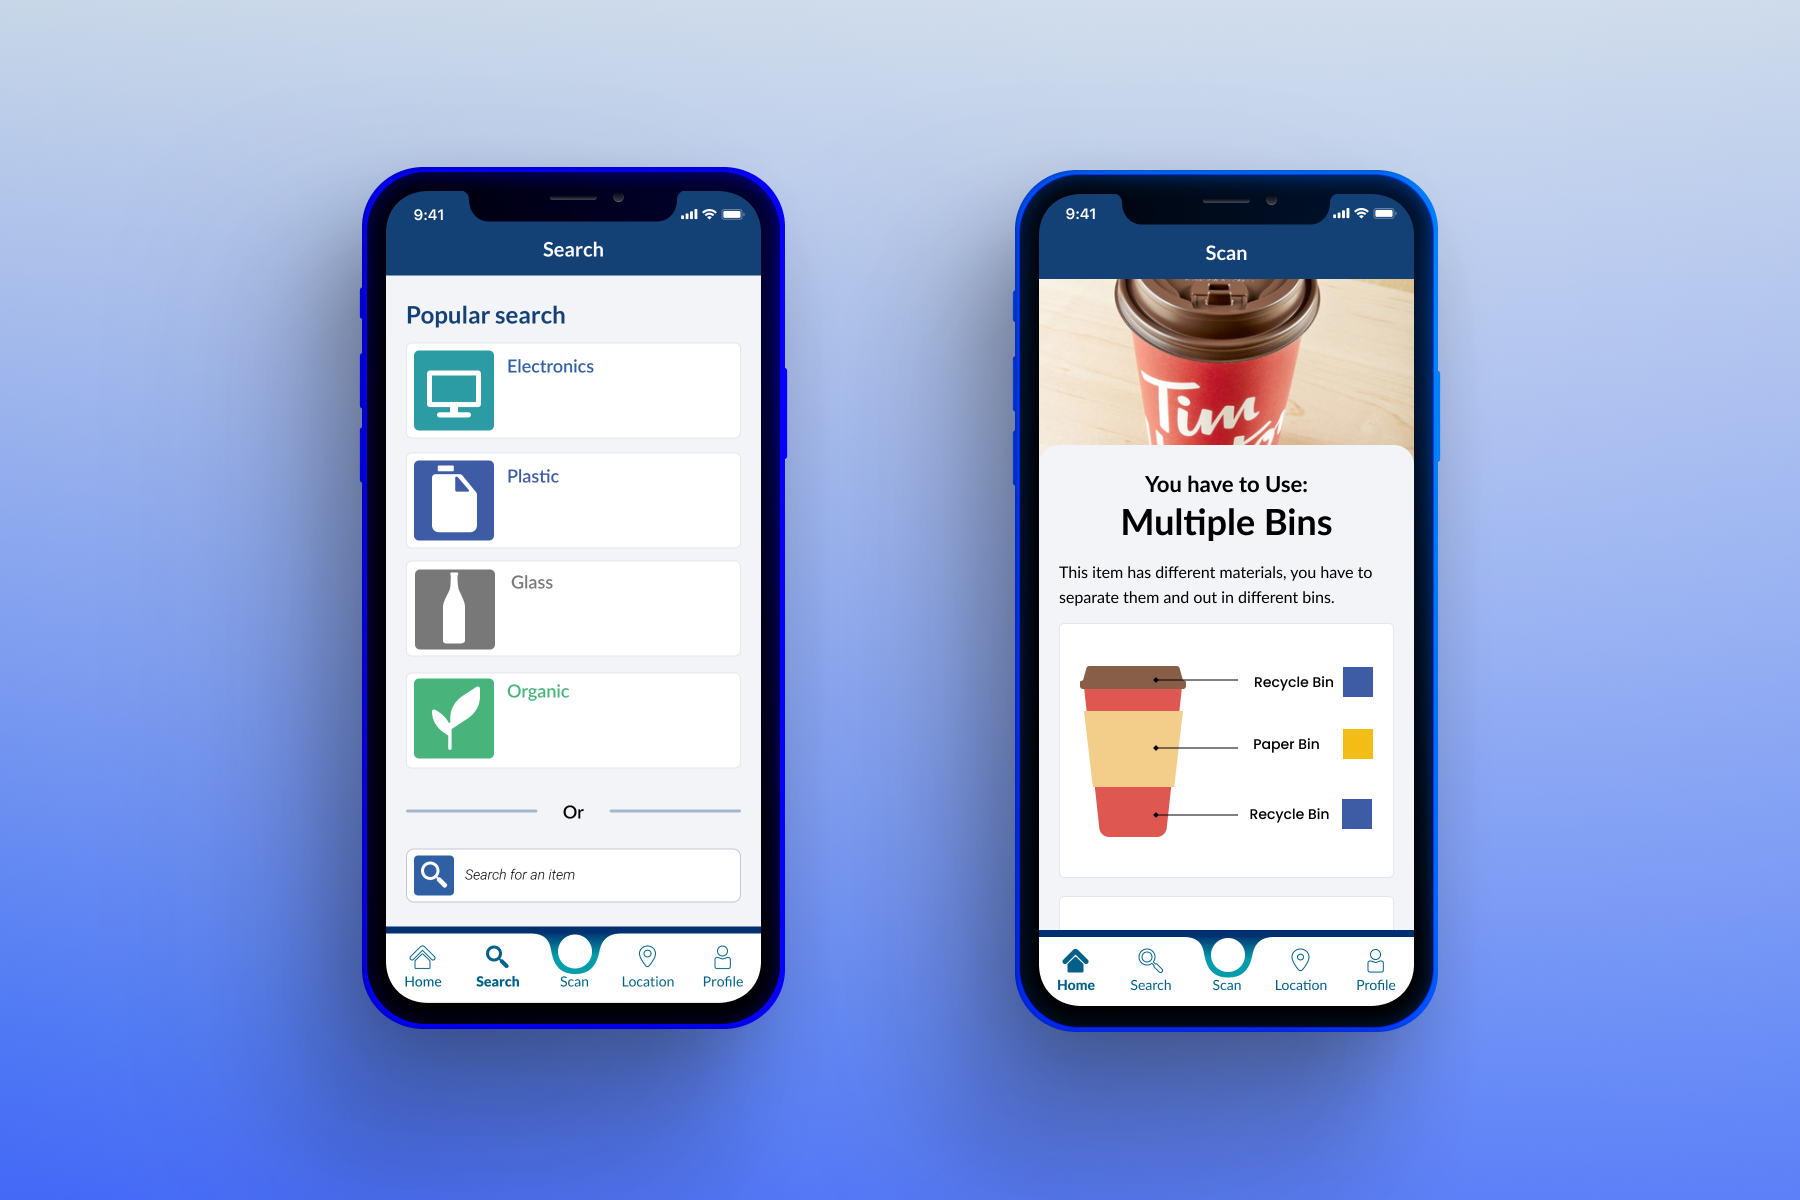 9:41
Search
Popular search
Electronics
Plastic
Glass
Organic
Or
Search for an item
Home
Search
Scan
Location
Profile
9:41
Scan
Tim
You have to Use:
Multiple Bins
This item has different materials, you have to
separate them and out in different bins.
Recycle Bin
Paper Bin
Recycle Bin
Home
Search
Scan
Location
Profile